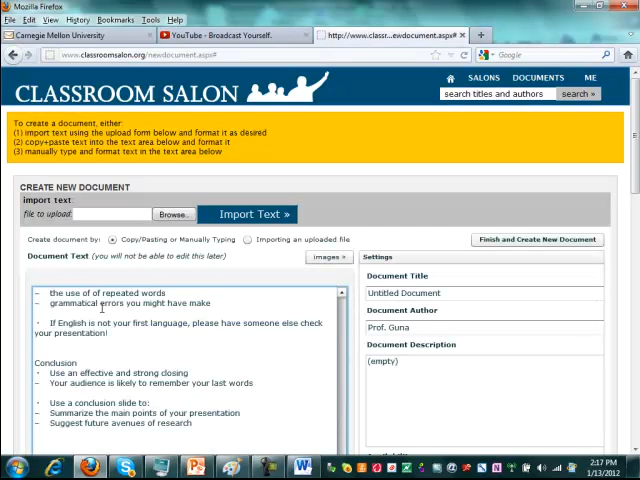 Mozilla Firefox
File Edit View History Bookmarks Tools Help
Carnegie Mellon University
YouTube - Broadcast Yourself.
http://www.classr...ewdocument.aspx#
www.classroomsalon.org/newdocument.aspx#
Google
CLASSROOM SALON
SALONS DOCUMENTS ME
search titles and authors search »
To create a document, either:
(1) import text using the upload form below and format it as desired
(2) copy+paste text into the text area below and format it
(3) manually type and format text in the text area below
CREATE NEW DOCUMENT
import text:
file to upload: Browse.. Import Text »
Create document by: Copy/Pasting or Manually Typing Importing an uploaded file
Finish and Create New Document
Document Text (you will not be able to edit this later) images »
Settings
– the use of of repeated words
– grammatical errors you might have make
· If English is not your first language, please have someone else check
your presentation!
Conclusion
· Use an effective and strong closing
– Your audience is likely to remember your last words
· Use a conclusion slide to:
– Summarize the main points of your presentation
– Suggest future avenues of research
Document Title
Untitled Document
Document Author
Prof. Guna
Document Description
(empty)
2:17 PM
1/13/2012